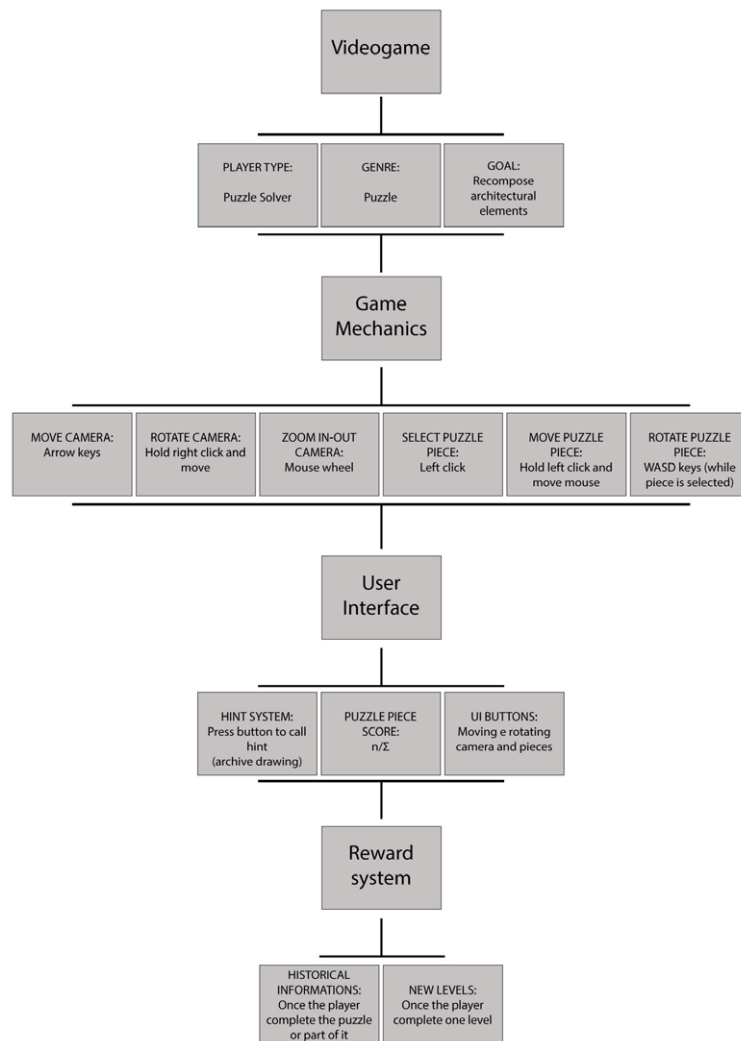 Videogame
PLAYER TYPE:
Puzzle Solver
GENRE:
Puzzle
GOAL:
Recompose
architectural
elements
Game
Mechanics
MOVE CAMERA:
Arrow keys
ROTATE CAMERA:
Hold right click and
move
ZOOM IN-OUT
CAMERA:
Mouse wheel
SELECT PUZZLE
PIECE:
Left click
MOVE PUZZLE
PIECE:
Hold left click and
move mouse
ROTATE PUZZLE
PIECE:
WASD keys (while
piece is selected)
User
Interface
HINT SYSTEM:
Press button to call
hint
(archive drawing)
PUZZLE PIECE
SCORE:
n/Σ
UI BUTTONS:
Moving e rotating
camera and pieces
Reward
system
HISTORICAL
INFORMATIONS:
Once the player
complete the puzzle
or part of it
NEW LEVELS:
Once the player
complete one level